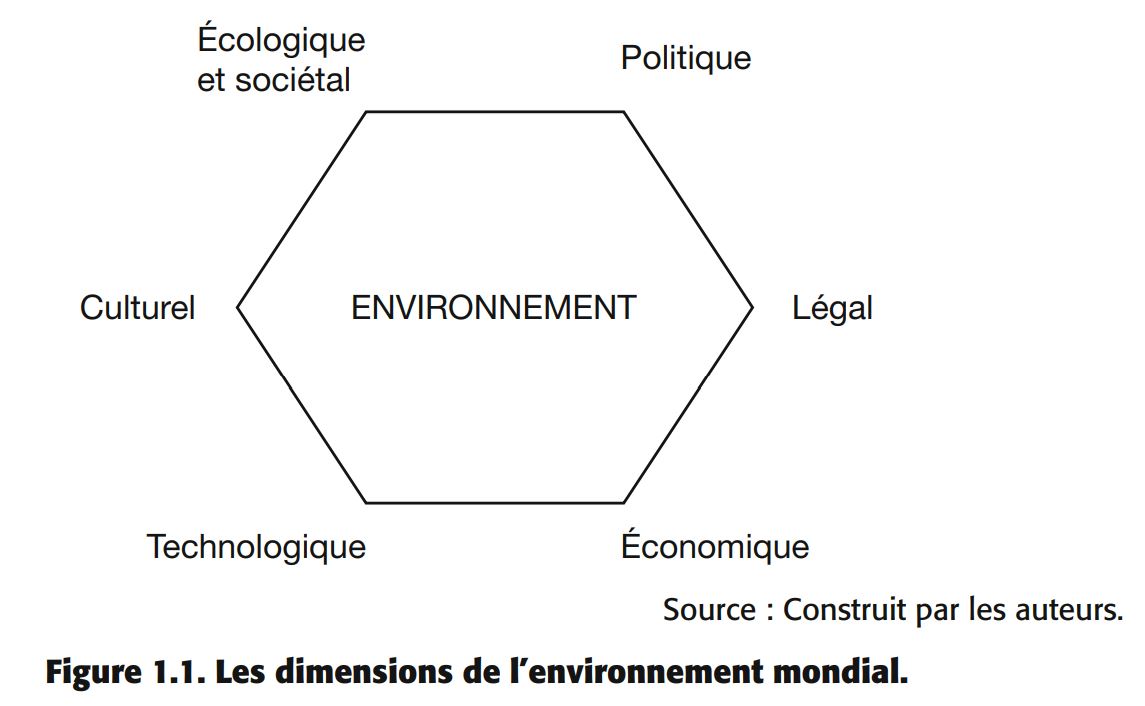 Écologique
et sociétal
Politique
Culturel
ENVIRONNEMENT
Légal
Technologique
Économique
Source : Construit par les auteurs.
Figure 1.1. Les dimensions de l’environnement mondial.